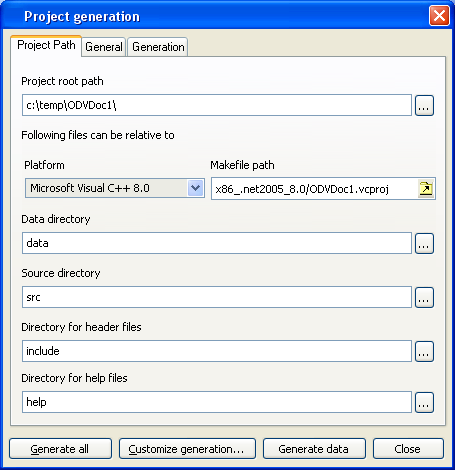 Project generation
Project Path General Generation
Project root path
c:\temp\ODVDoc1\
...
Following files can be relative to
Platform Makefile path
Microsoft Visual C++ 8.0 x86_.net2005_8.0/ODVDoc1.vcproj
Data directory
data
...
Source directory
src
...
Directory for header files
include
...
Directory for help files
help
...
Generate all Customize generation... Generate data Close